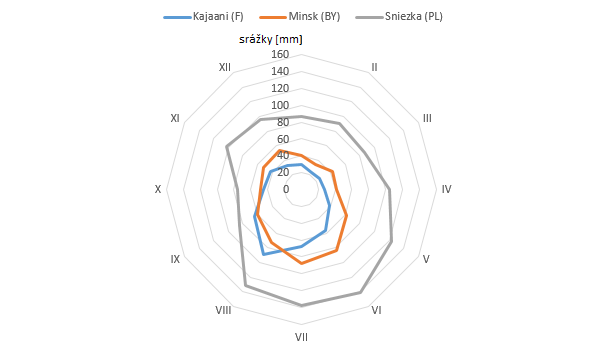 Kajaani (F) Minsk (BY) Sniezka (PL)
srážky [mm]
160
140
120
100
80
60
40
20
0
II
III
IV
V
VI
VII
VIII
IX
X
XI
XII